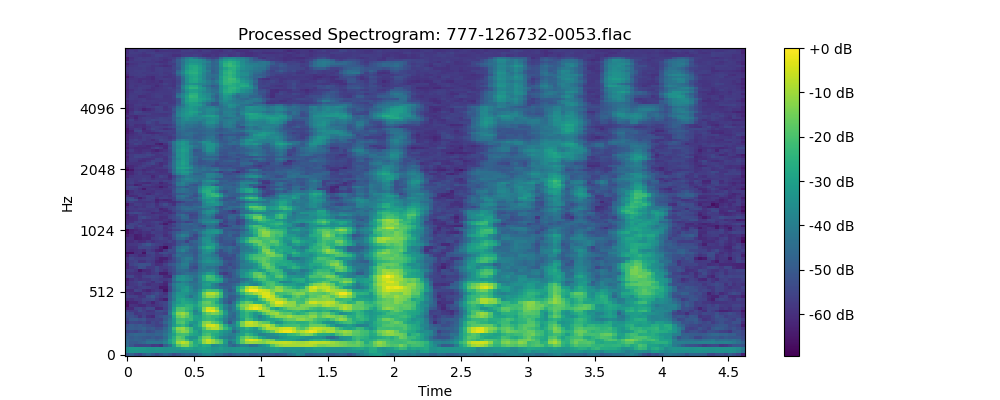 Processed Spectrogram: 777-126732-0053.flac
+0 dB
-10 dB
-20 dB
-30 dB
-40 dB
-50 dB
-60 dB
Hz
4096
2048
1024
512
0
0 0.5 1 1.5 2 2.5 3 3.5 4 4.5
Time